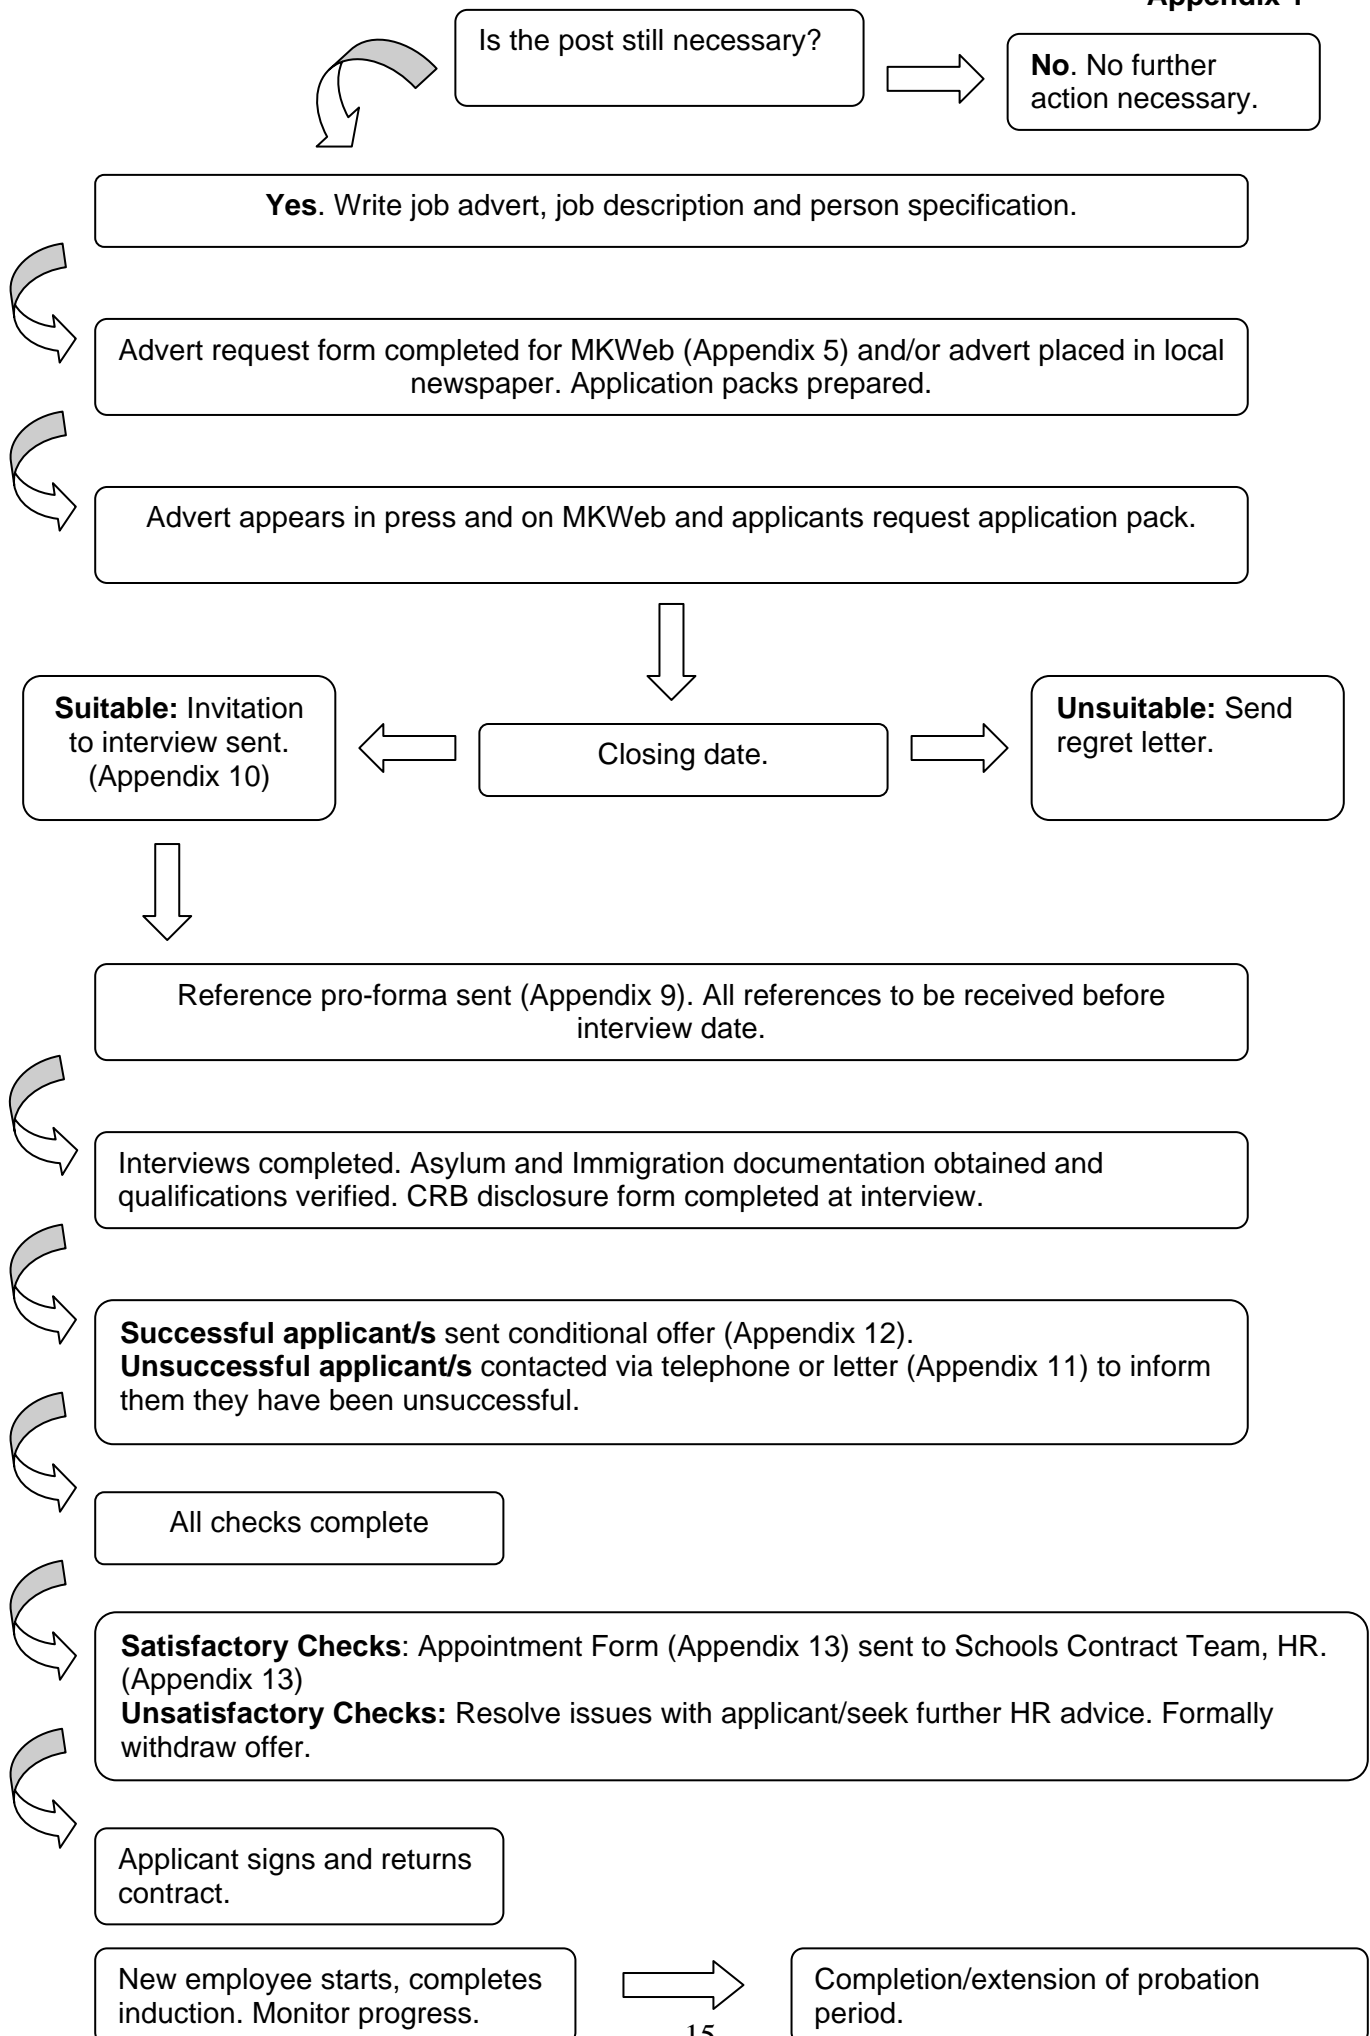 Appendix
Is the post still necessary?
No. No further
action necessary.
Yes. Write job advert, job description and person specification.
Advert request form completed for MKWeb (Appendix 5) and/or advert placed in local
newspaper. Application packs prepared.
Advert appears in press and on MKWeb and applicants request application pack.
Suitable: Invitation
to interview sent.
(Appendix 10)
Closing date.
Unsuitable: Send
regret letter.
Reference pro-forma sent (Appendix 9). All references to be received before
interview date.
Interviews completed. Asylum and Immigration documentation obtained and
qualifications verified. CRB disclosure form completed at interview.
Successful applicant/s sent conditional offer (Appendix 12).
Unsuccessful applicant/s contacted via telephone or letter (Appendix 11) to inform
them they have been unsuccessful.
All checks complete
Satisfactory Checks: Appointment Form (Appendix 13) sent to Schools Contract Team, HR.
(Appendix 13)
Unsatisfactory Checks: Resolve issues with applicant/seek further HR advice. Formally
withdraw offer.
Applicant signs and returns
contract.
New employee starts, completes
induction. Monitor progress.
Completion/extension of probation
period.
15